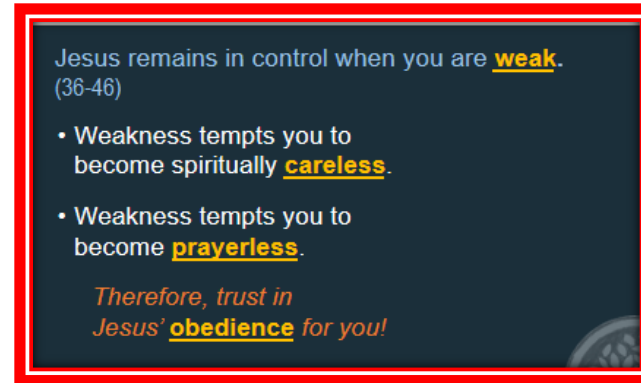 Jesus remains in control when you are weak.
(36-46)
• Weakness tempts you to
become spiritually careless.
• Weakness tempts you to
become prayerless.
Therefore, trust in
Jesus' obedience for you!